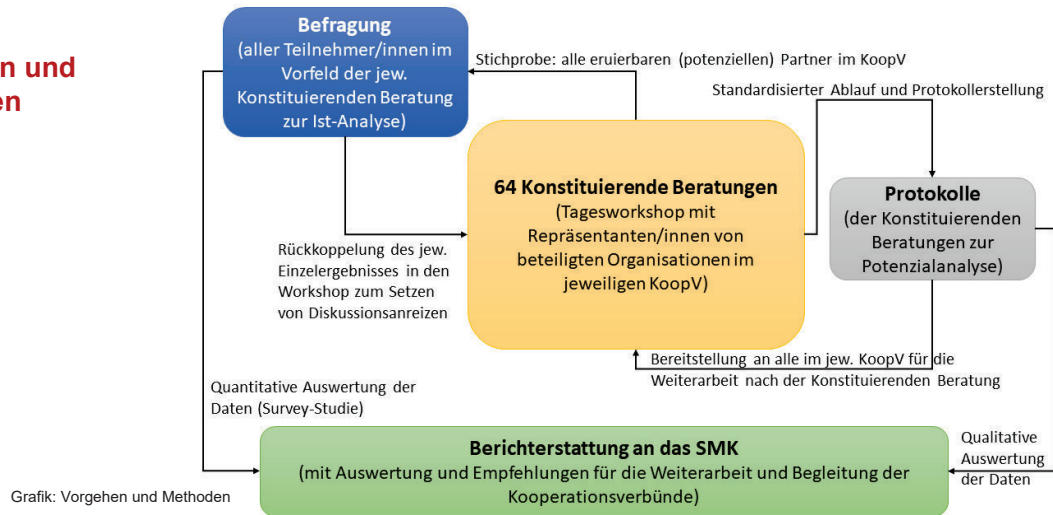 n und
en
Befragung
(aller Teilnehmer/innen im
Vorfeld der jew.
Konstituierenden Beratung
zur Ist-Analyse)
Stichprobe: alle eruierbaren (potenziellen) Partner im KoopV
Standardisierter Ablauf und Protokollerstellung
64 Konstituierende Beratungen
(Tagesworkshop mit
Repräsentanten/innen von
beteiligten Organisationen im
jeweiligen KoopV)
Protokolle
(der Konstituierenden
Beratungen zur
Potenzialanalyse)
Rückkoppelung des jew.
Einzelergebnisses in den
Workshop zum Setzen
von Diskussionsanreizen
Bereitstellung an alle im jew. KoopV für die
Weiterarbeit nach der Konstituierenden Beratung
Quantitative Auswertung der
Daten (Survey-Studie)
Berichterstattung an das SMK
(mit Auswertung und Empfehlungen für die Weiterarbeit und Begleitung der
Kooperationsverbünde)
Qualitative
Auswertung
der Daten
Grafik: Vorgehen und Methoden